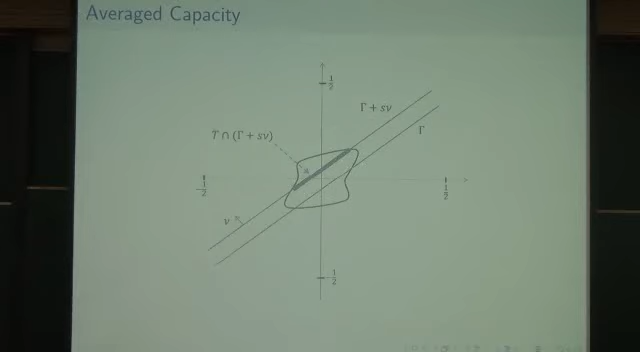 Averaged Capacity
1/2
Γ + sv
Γ
T ∩ (Γ + sv)
-1/2
1/2
v
-1/2